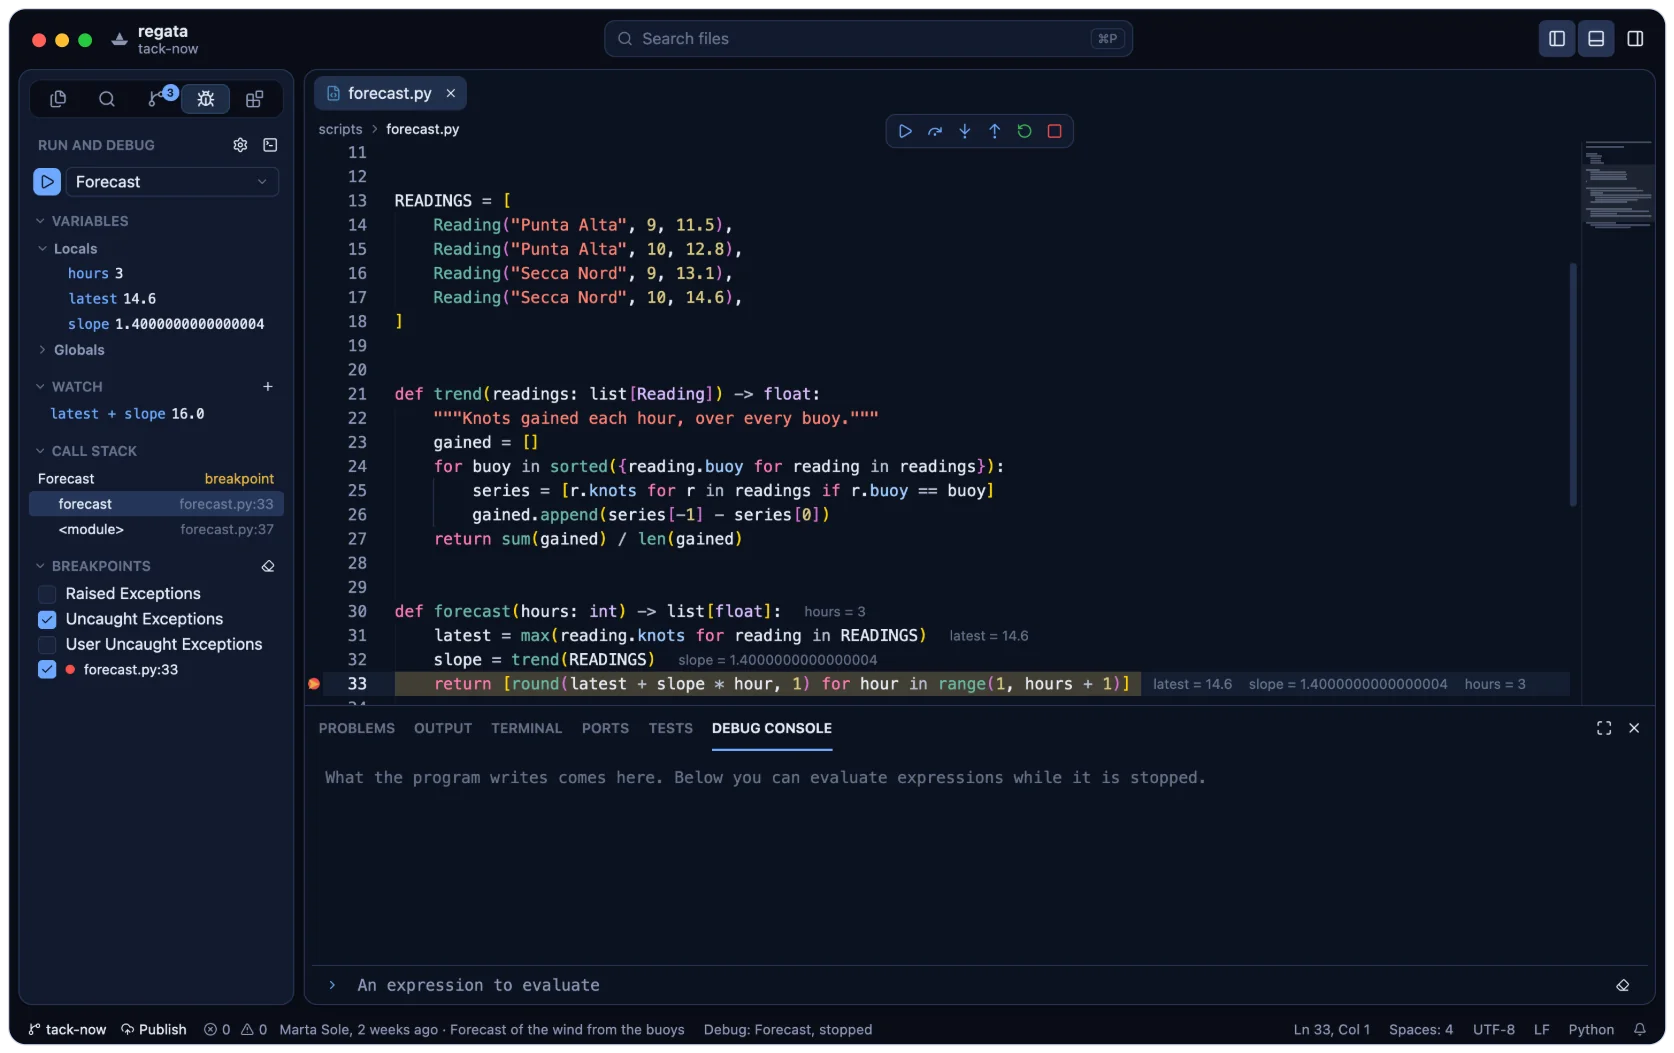 regata
tack-now
Search files
⌘P
3
RUN AND DEBUG
Forecast
VARIABLES
Locals
hours 3
latest 14.6
slope 1.4000000000000004
Globals
WATCH
latest + slope 16.0
CALL STACK
Forecast breakpoint
forecast forecast.py:33
<module> forecast.py:37
BREAKPOINTS
Raised Exceptions
Uncaught Exceptions
User Uncaught Exceptions
forecast.py:33
forecast.py
scripts > forecast.py
11
12
13 READINGS = [
14 Reading("Punta Alta", 9, 11.5),
15 Reading("Punta Alta", 10, 12.8),
16 Reading("Secca Nord", 9, 13.1),
17 Reading("Secca Nord", 10, 14.6),
18 ]
19
20
21 def trend(readings: list[Reading]) -> float:
22 """Knots gained each hour, over every buoy."""
23 gained = []
24 for buoy in sorted({reading.buoy for reading in readings}):
25 series = [r.knots for r in readings if r.buoy == buoy]
26 gained.append(series[-1] - series[0])
27 return sum(gained) / len(gained)
28
29
30 def forecast(hours: int) -> list[float]: hours = 3
31 latest = max(reading.knots for reading in READINGS) latest = 14.6
32 slope = trend(READINGS) slope = 1.4000000000000004
33 return [round(latest + slope * hour, 1) for hour in range(1, hours + 1)] latest = 14.6 slope = 1.4000000000000004 hours = 3
PROBLEMS OUTPUT TERMINAL PORTS TESTS DEBUG CONSOLE
What the program writes comes here. Below you can evaluate expressions while it is stopped.
An expression to evaluate
tack-now Publish 0 0 Marta Sole, 2 weeks ago · Forecast of the wind from the buoys Debug: Forecast, stopped Ln 33, Col 1 Spaces: 4 UTF-8 LF Python